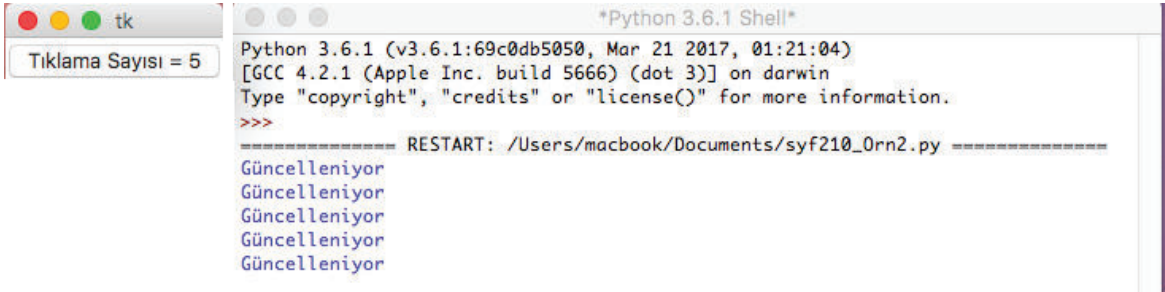 tk
Tıklama Sayısı = 5
*Python 3.6.1 Shell*
Python 3.6.1 (v3.6.1:69c0db5050, Mar 21 2017, 01:21:04)
[GCC 4.2.1 (Apple Inc. build 5666) (dot 3)] on darwin
Type "copyright", "credits" or "license()" for more information.
>>>
============== RESTART: /Users/macbook/Documents/syf210_Orn2.py ==============
Güncelleniyor
Güncelleniyor
Güncelleniyor
Güncelleniyor
Güncelleniyor